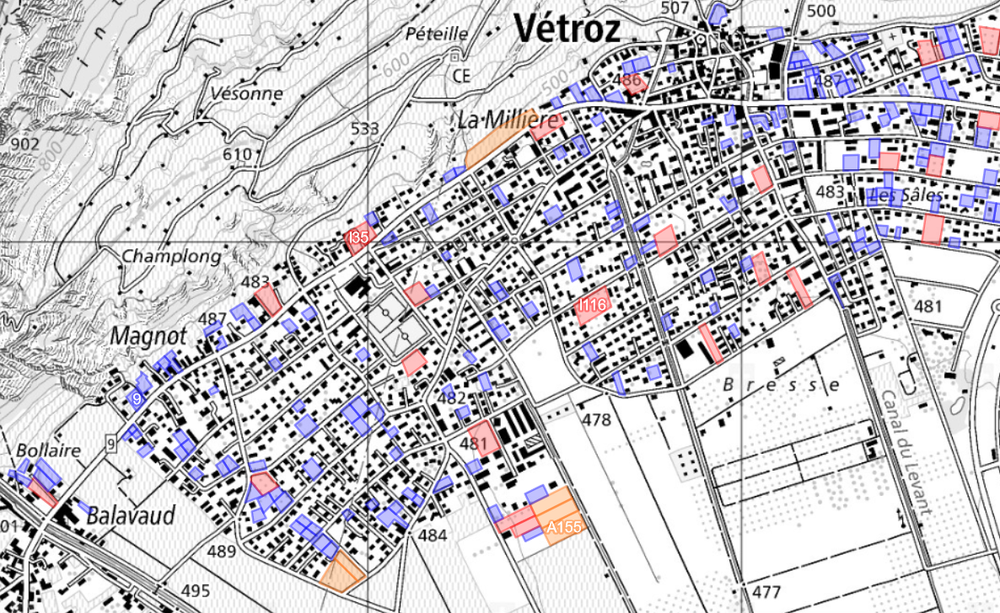 507
500
Vétroz
Péteille
CE
486
487
Vésonne
500
La Millière
533
902
610
800
Lin
483
Les Sâles
I35
Champlong
483
I116
481
487
Magnot
482
Bresse
9
478
9
481
Bollaire
Canal du Levant
Balavaud
01
A155
484
489
495
477